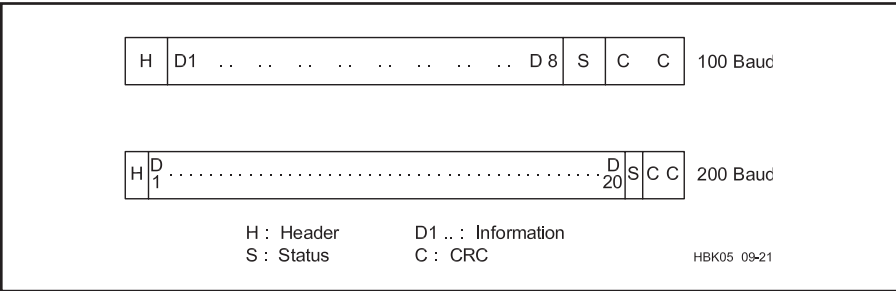 H D1 .. .. .. .. .. .. .. .. D 8 S C C 100 Baud
H D 1 ............................................ D 20 S C C 200 Baud
H : Header D1 .. : Information
S : Status C : CRC
HBK05 09-21